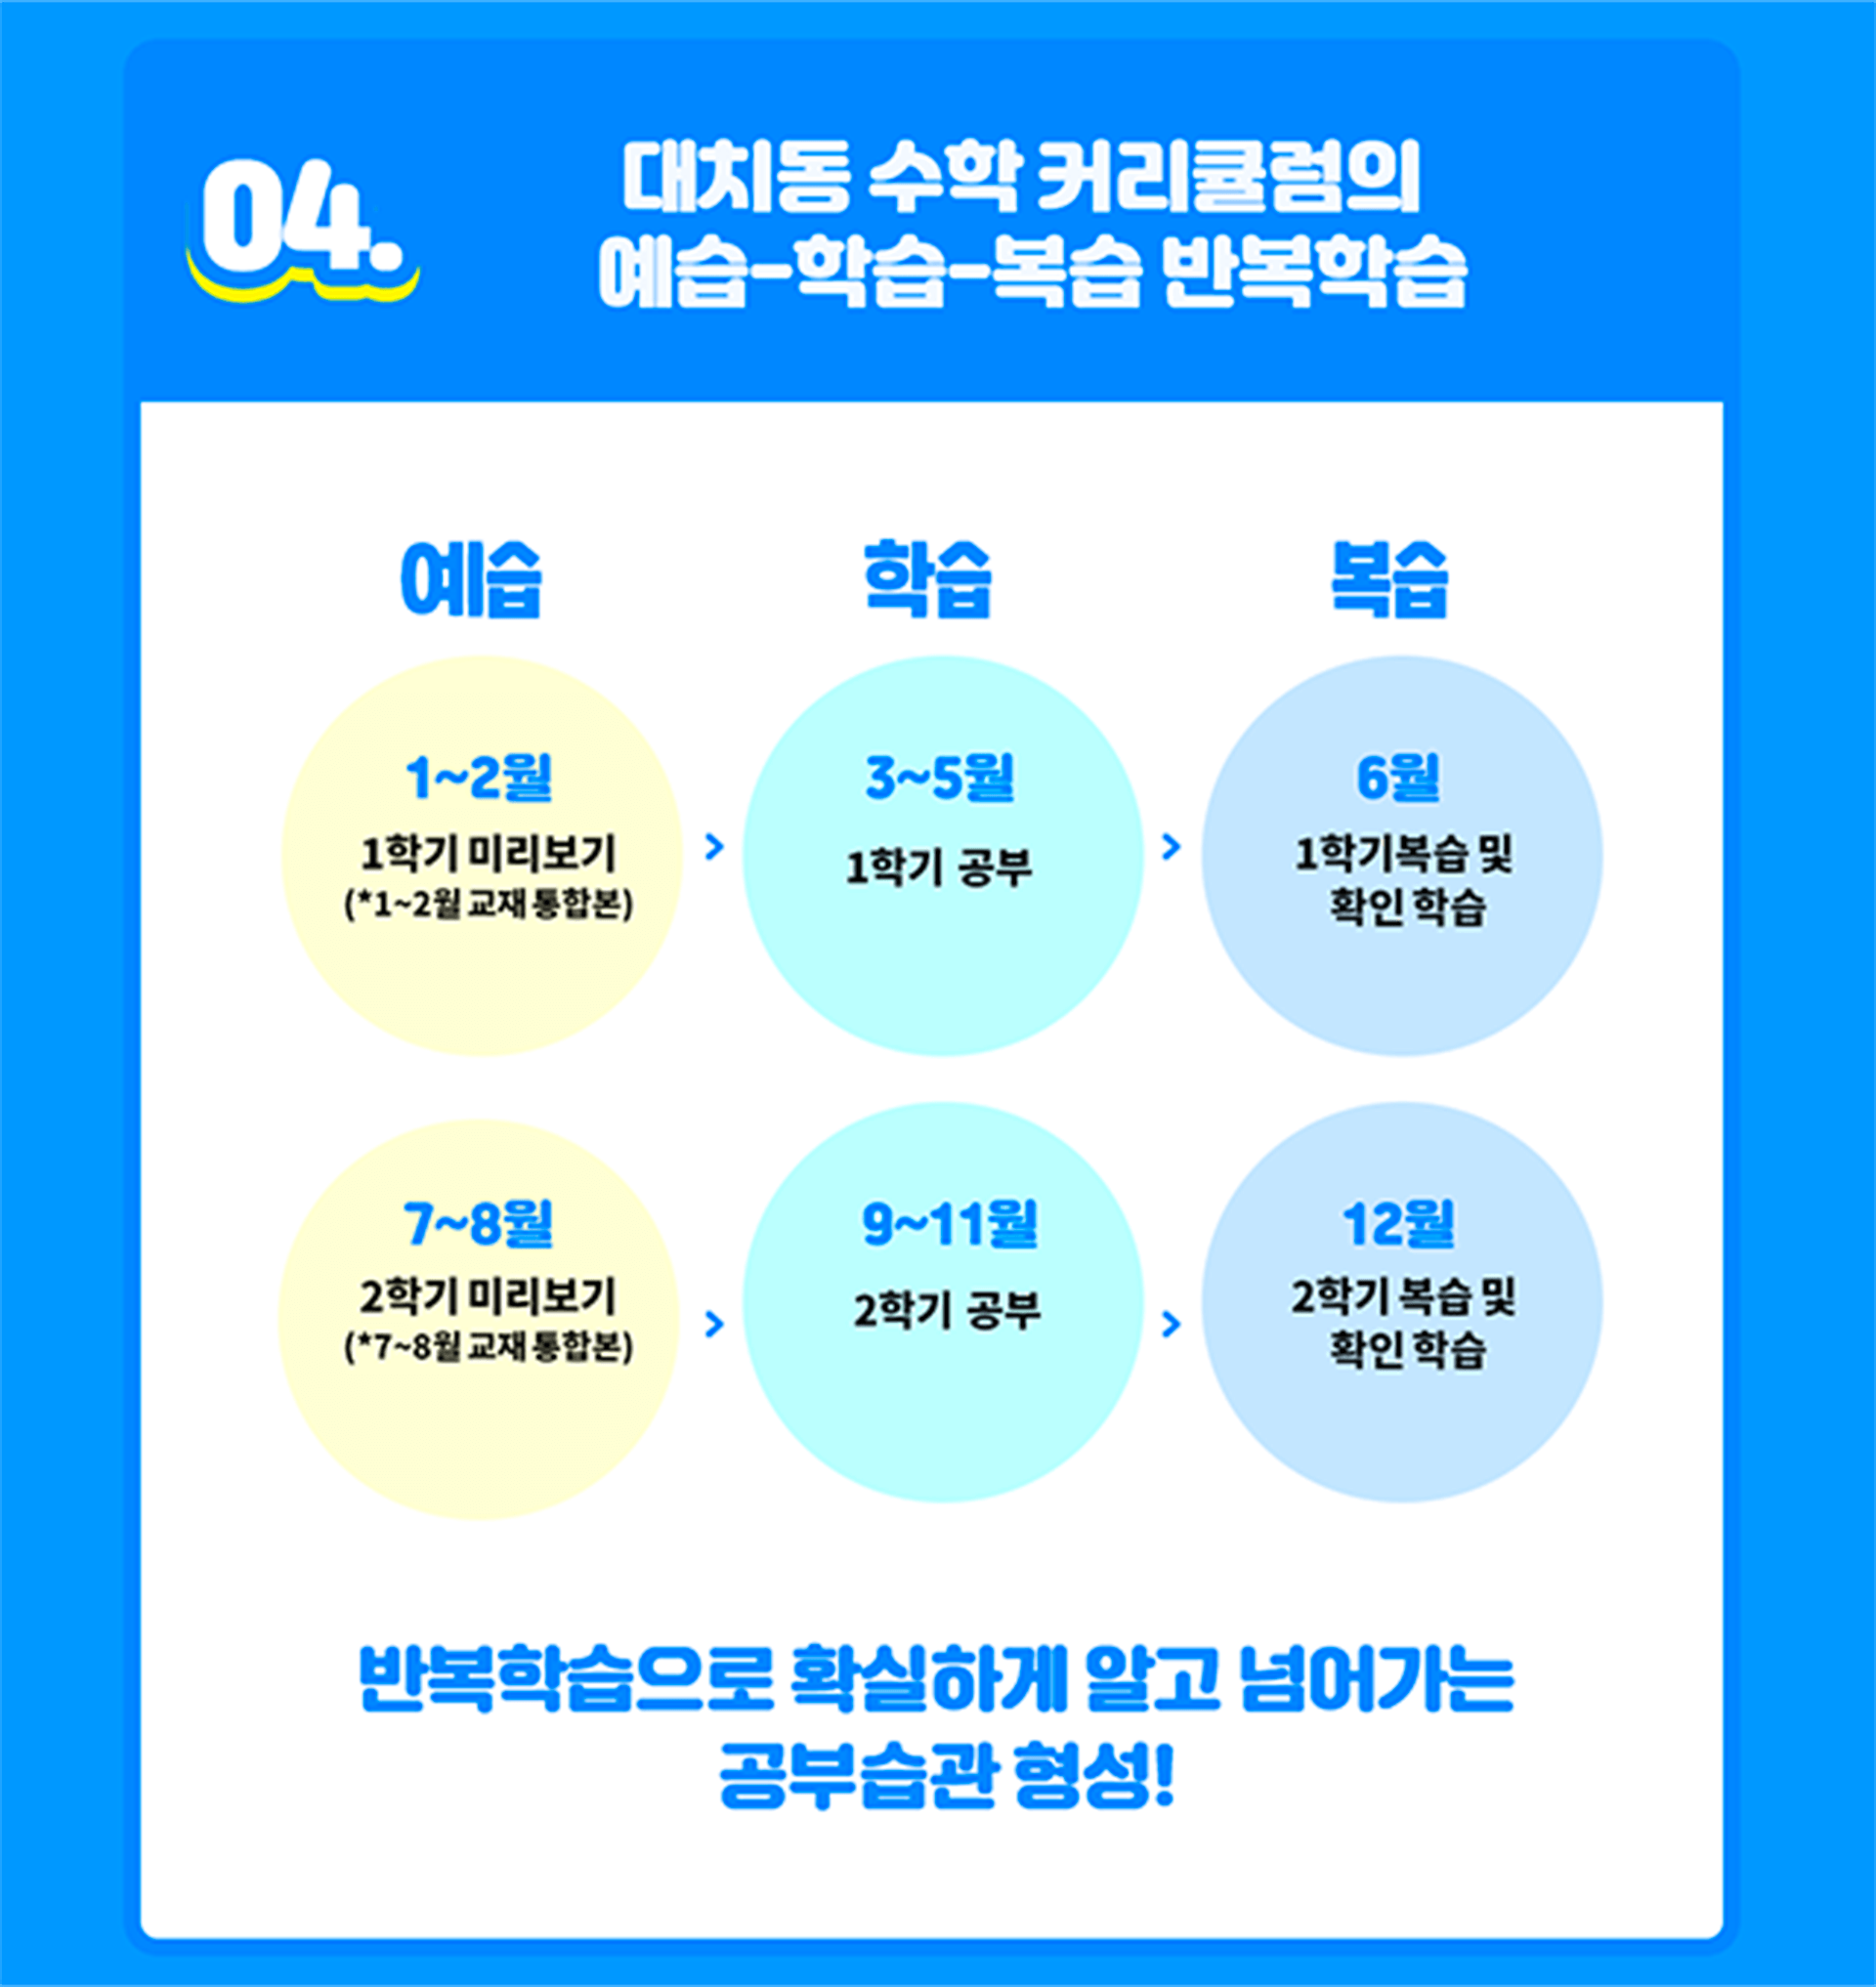 04.
대치동 수학 커리큘럼의
예습-학습-복습 반복학습
예습
학습
복습
1~2월
1학기 미리보기
(*1~2월 교재 통합본)
>
3~5월
1학기 공부
>
6월
1학기복습 및
확인 학습
7~8월
2학기 미리보기
(*7~8월 교재 통합본)
>
9~11월
2학기 공부
>
12월
2학기 복습 및
확인 학습
반복학습으로 확실하게 알고 넘어가는
공부습관 형성!